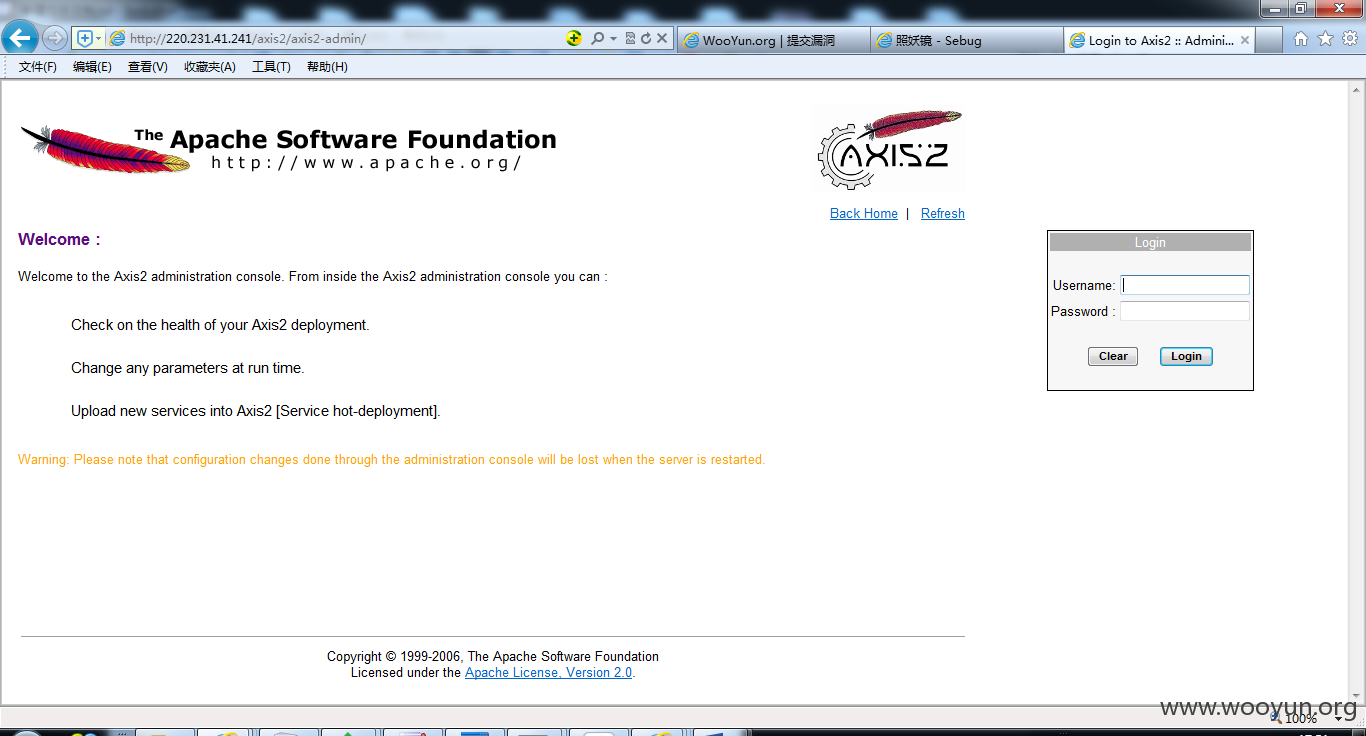 http://220.231.41.241/axis2/axis2-admin/
WooYun.org | 提交漏洞
照妖镜 - Sebug
Login to Axis2 :: Admini...
文件(F) 编辑(E) 查看(V) 收藏夹(A) 工具(T) 帮助(H)
The Apache Software Foundation
http://www.apache.org/
AXIS2
Back Home | Refresh
Welcome :
Welcome to the Axis2 administration console. From inside the Axis2 administration console you can :
Check on the health of your Axis2 deployment.
Change any parameters at run time.
Upload new services into Axis2 [Service hot-deployment].
Warning: Please note that configuration changes done through the administration console will be lost when the server is restarted.
Login
Username:
Password :
Clear Login
Copyright © 1999-2006, The Apache Software Foundation
Licensed under the Apache License, Version 2.0.
www.wooyun.org
100%